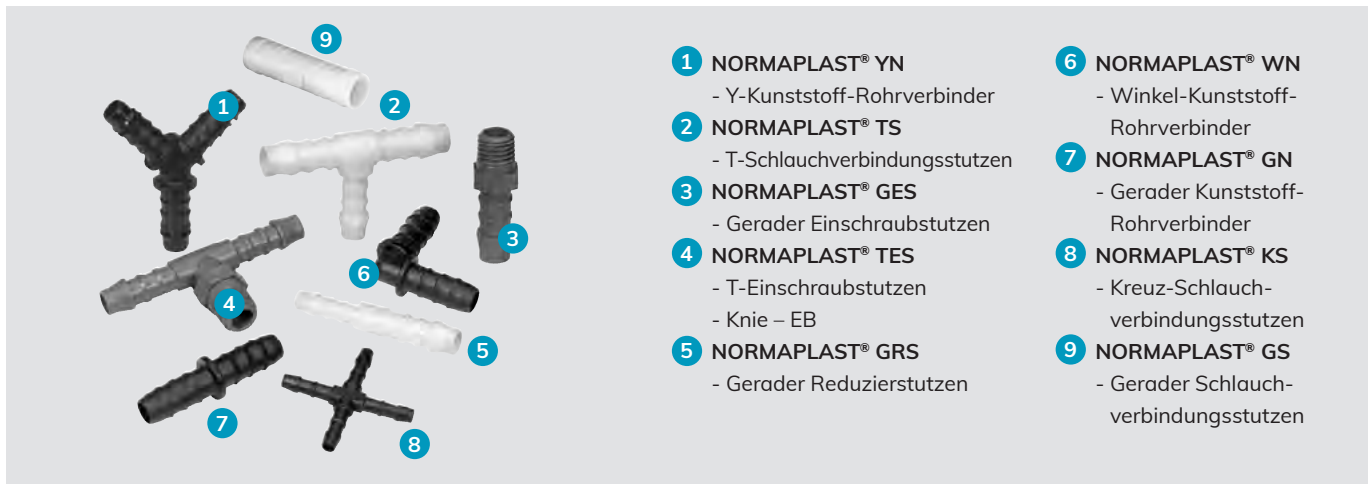 9
1
2
3
6
4
5
7
8
1 NORMAPLAST® YN
- Y-Kunststoff-Rohrverbinder
2 NORMAPLAST® TS
- T-Schlauchverbindungsstutzen
3 NORMAPLAST® GES
- Gerader Einschraubstutzen
4 NORMAPLAST® TES
- T-Einschraubstutzen
- Knie – EB
5 NORMAPLAST® GRS
- Gerader Reduzierstutzen
6 NORMAPLAST® WN
- Winkel-Kunststoff-
Rohrverbinder
7 NORMAPLAST® GN
- Gerader Kunststoff-
Rohrverbinder
8 NORMAPLAST® KS
- Kreuz-Schlauch-
verbindungsstutzen
9 NORMAPLAST® GS
- Gerader Schlauch-
verbindungsstutzen